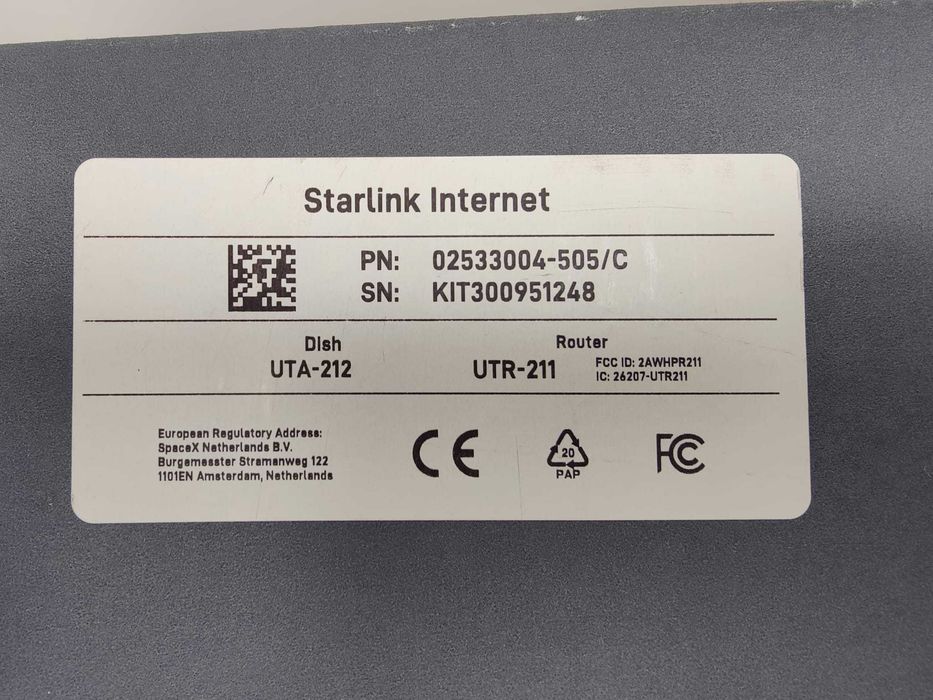 Starlink Internet
PN: 02533004-505/C
SN: KIT300951248
Dish
UTA-212
Router
UTR-211
FCC ID: 2AWHPR211
IC: 26207-UTR211
European Regulatory Address:
SpaceX Netherlands B.V.
Burgemesster Stramanweg 122
1101EN Amsterdam, Netherlands
CE
20
PAP
FC